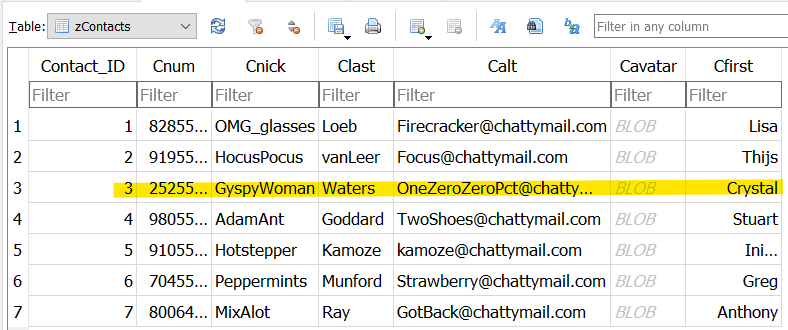 Table: zContacts Filter in any column
Contact_ID Cnum Cnick Clast Calt Cavatar Cfirst
Filter Filter Filter Filter Filter Filter Filter
1 1 82855... OMG_glasses Loeb Firecracker@chattymail.com BLOB Lisa
2 2 91955... HocusPocus vanLeer Focus@chattymail.com BLOB Thijs
3 3 25255... GyspyWoman Waters OneZeroZeroPct@chatty... BLOB Crystal
4 4 98055... AdamAnt Goddard TwoShoes@chattymail.com BLOB Stuart
5 5 91055... Hotstepper Kamoze kamoze@chattymail.com BLOB Ini...
6 6 70455... Peppermints Munford Strawberry@chattymail.com BLOB Greg
7 7 80064... MixAlot Ray GotBack@chattymail.com BLOB Anthony